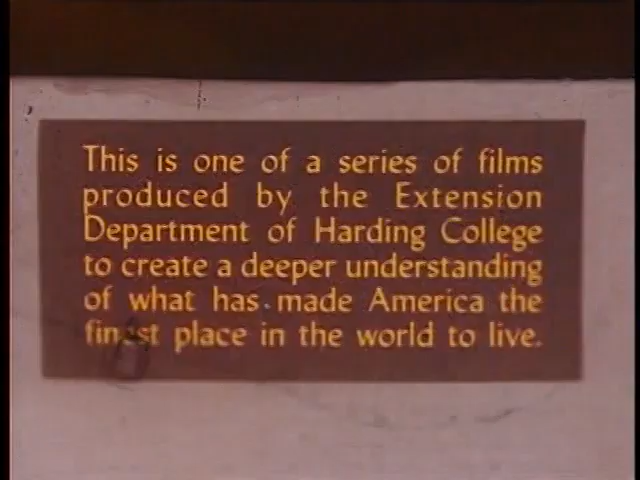 This is one of a series of films
produced by the Extension
Department of Harding College
to create a deeper understanding
of what has made America the
finest place in the world to live.